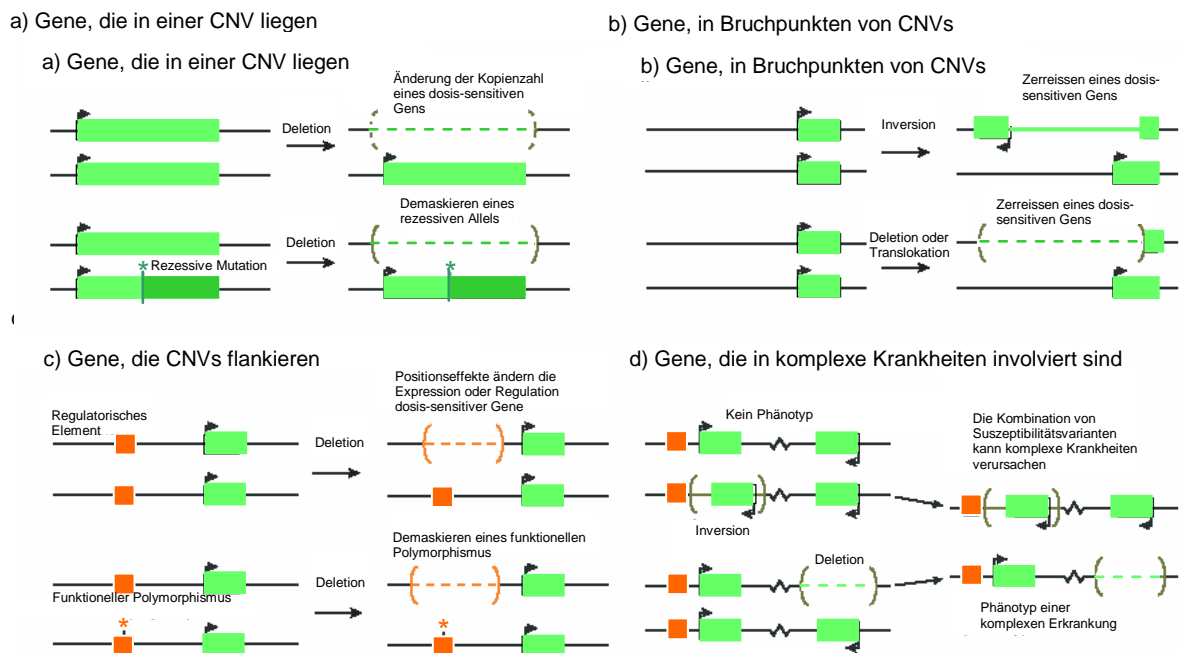 a) Gene, die in einer CNV liegen
b) Gene, in Bruchpunkten von CNVs
a) Gene, die in einer CNV liegen
Änderung der Kopienzahl
eines dosis-sensitiven
Gens
Deletion
Demaskieren eines
rezessiven Allels
Deletion
* Rezessive Mutation
*
b) Gene, in Bruchpunkten von CNVs
Zerreissen eines dosis-
sensitiven Gens
Inversion
Zerreissen eines dosis-
sensitiven Gens
Deletion oder
Translokation
c) Gene, die CNVs flankieren
Positionseffekte ändern die
Expression oder Regulation
dosis-sensitiver Gene
Regulatorisches
Element
Deletion
Demaskieren eines funktionellen
Polymorphismus
Deletion
Funktioneller Polymorphismus
*
*
d) Gene, die in komplexe Krankheiten involviert sind
Kein Phänotyp
Die Kombination von
Suszeptibilitätsvarianten
kann komplexe Krankheiten
verursachen
Inversion
Deletion
Phänotyp einer
komplexen Erkrankung